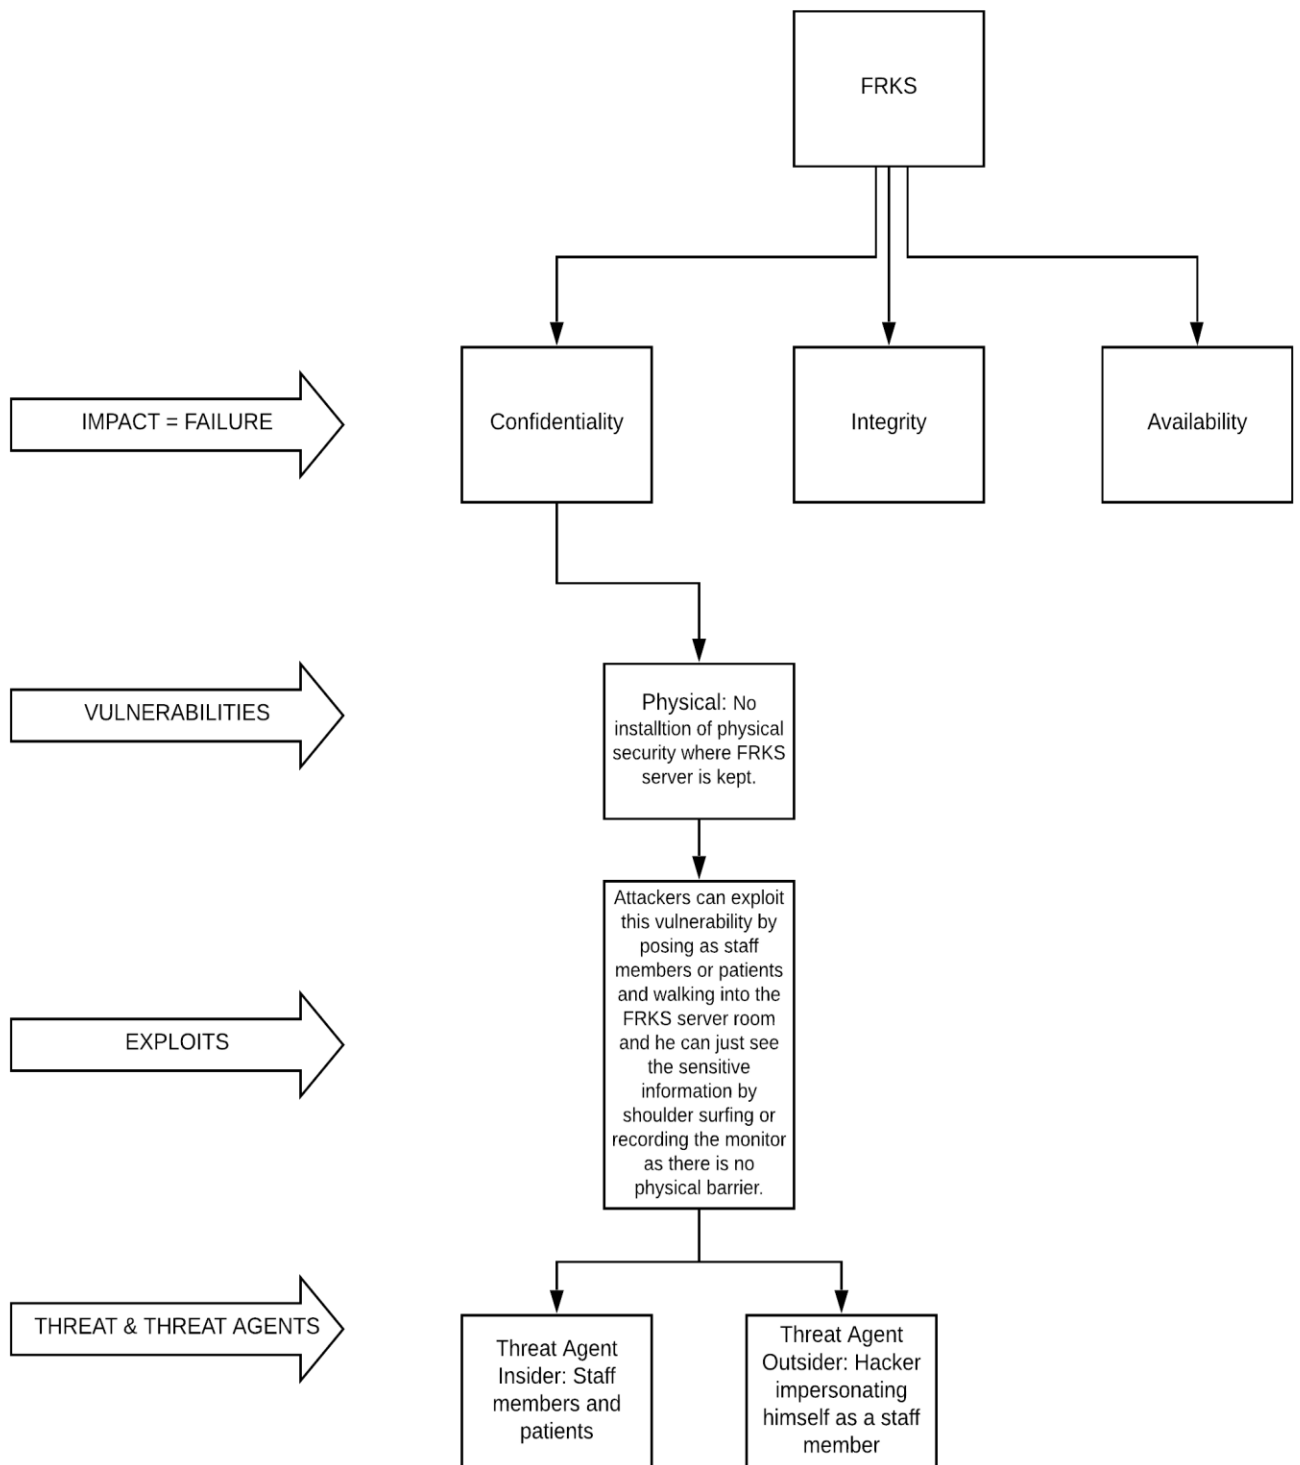 FRKS
IMPACT = FAILURE
Confidentiality
Integrity
Availability
VULNERABILITIES
Physical: No
installtion of physical
security where FRKS
server is kept.
EXPLOITS
Attackers can exploit
this vulnerability by
posing as staff
members or patients
and walking into the
FRKS server room
and he can just see
the sensitive
information by
shoulder surfing or
recording the monitor
as there is no
physical barrier.
THREAT & THREAT AGENTS
Threat Agent
Insider: Staff
members and
patients
Threat Agent
Outsider: Hacker
impersonating
himself as a staff
member